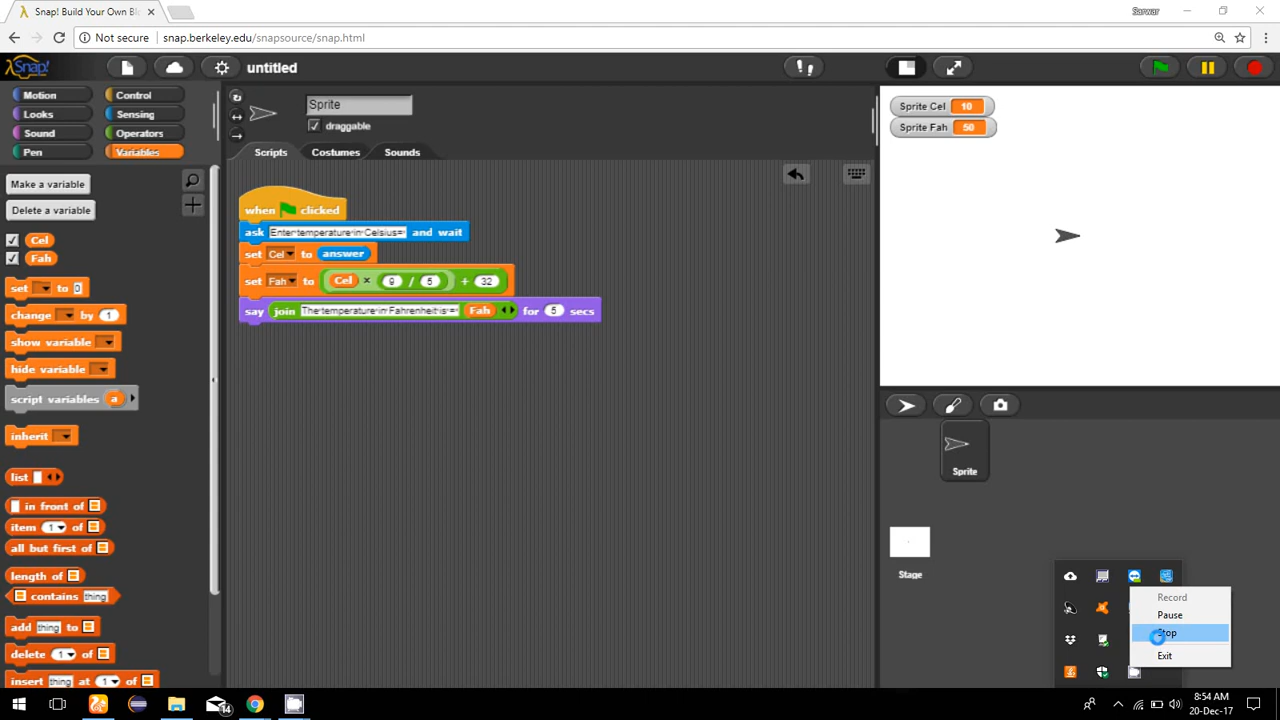 Snap! Build Your Own Blo
Sarwar
Not secure snap.berkeley.edu/snapsource/snap.html
Snap!
untitled
Motion
Control
Looks
Sensing
Sound
Operators
Pen
Variables
Make a variable
Delete a variable
Cel
Fah
set to 0
change by 1
show variable
hide variable
script variables a
inherit
list
in front of
item 1 of
all but first of
length of
contains thing
add thing to
delete 1 of
insert thing at 1 of
Sprite
draggable
Scripts Costumes Sounds
when clicked
ask Enter·temperature·in·Celsius=· and wait
set Cel to answer
set Fah to Cel × 9 / 5 + 32
say join The·temperature·in·Fahrenheit·is·=· Fah for 5 secs
Sprite Cel 10
Sprite Fah 50
Sprite
Stage
Record
Pause
Stop
Exit
14
8:54 AM
20-Dec-17